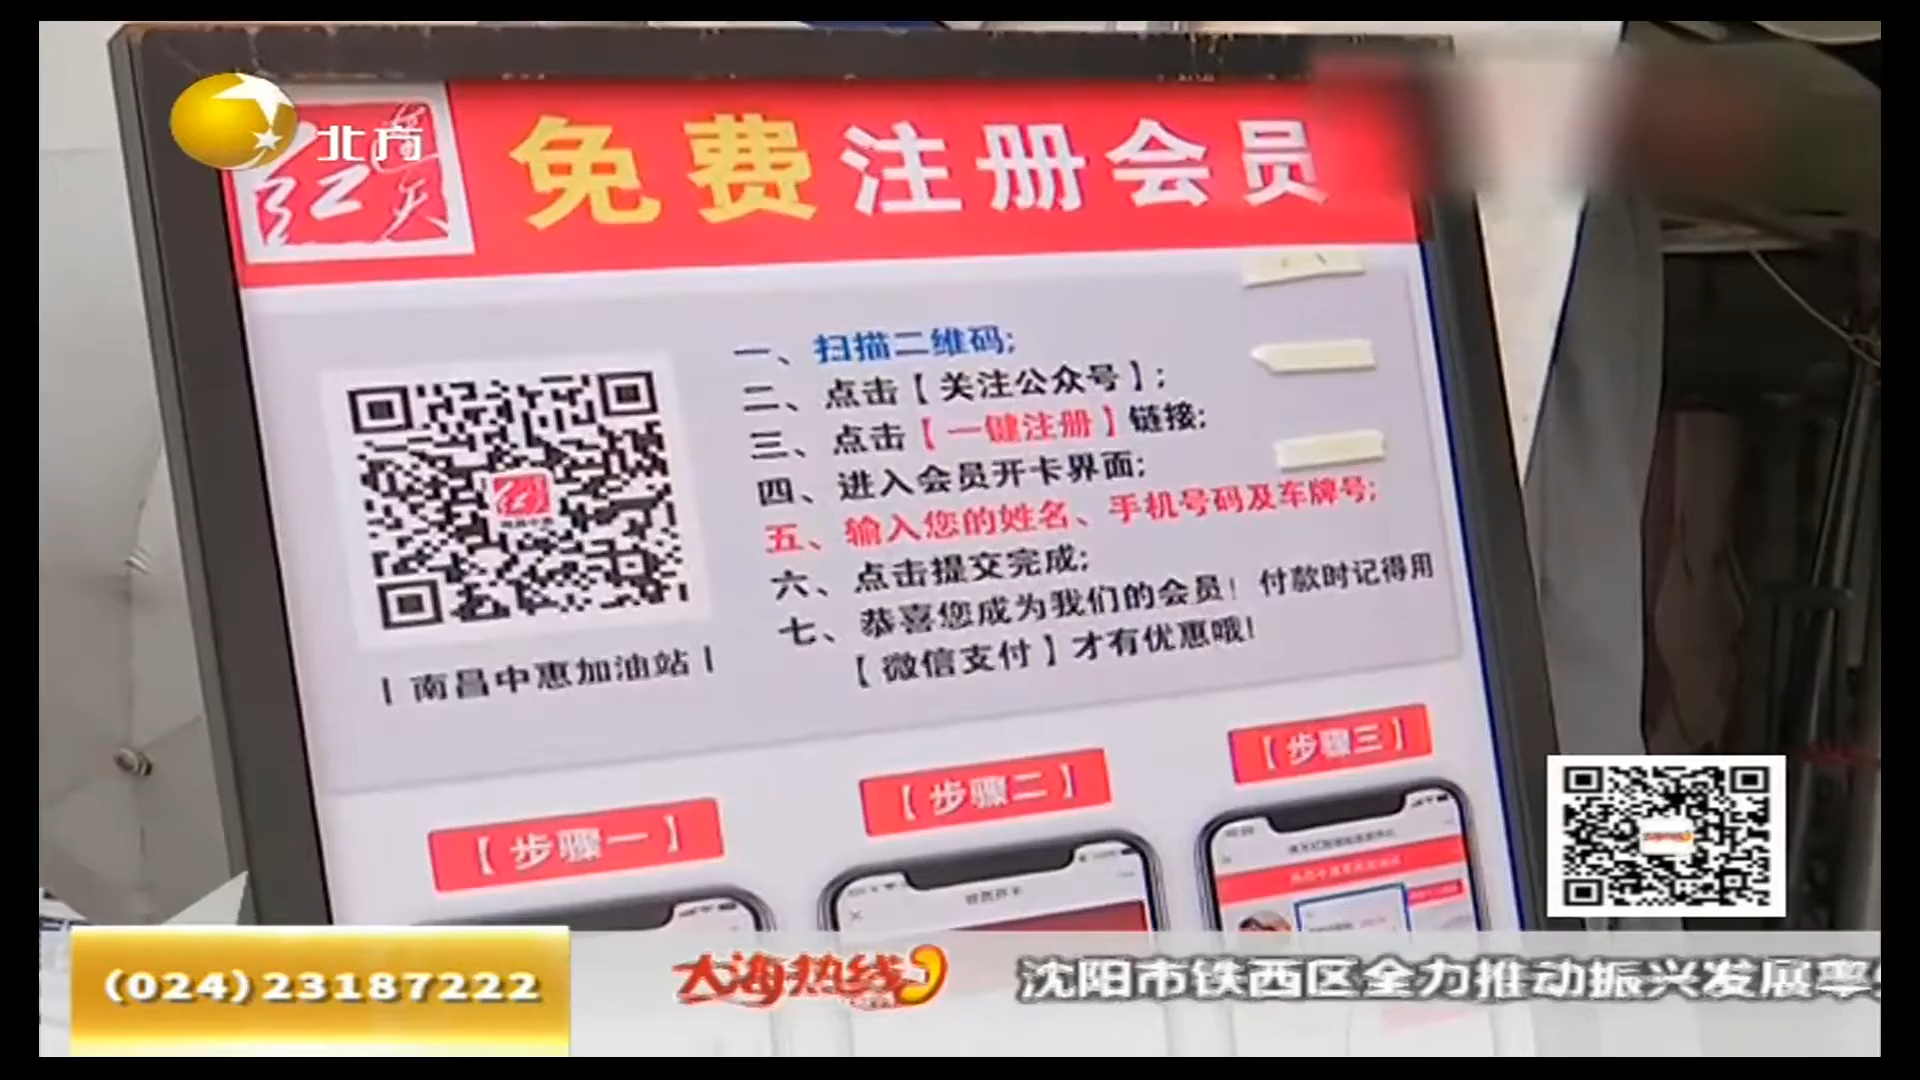 北方
免费注册会员
一、扫描二维码;
二、点击【关注公众号】;
三、点击【一键注册】链接;
四、进入会员开卡界面;
五、输入您的姓名、手机号码及车牌号;
六、点击提交完成;
七、恭喜您成为我们的会员!付款时记得用
【微信支付】才有优惠哦!
|南昌中惠加油站|
【步骤一】
【步骤二】
【步骤三】
(024)23187222
大海热线
沈阳市铁西区全力推动振兴发展率